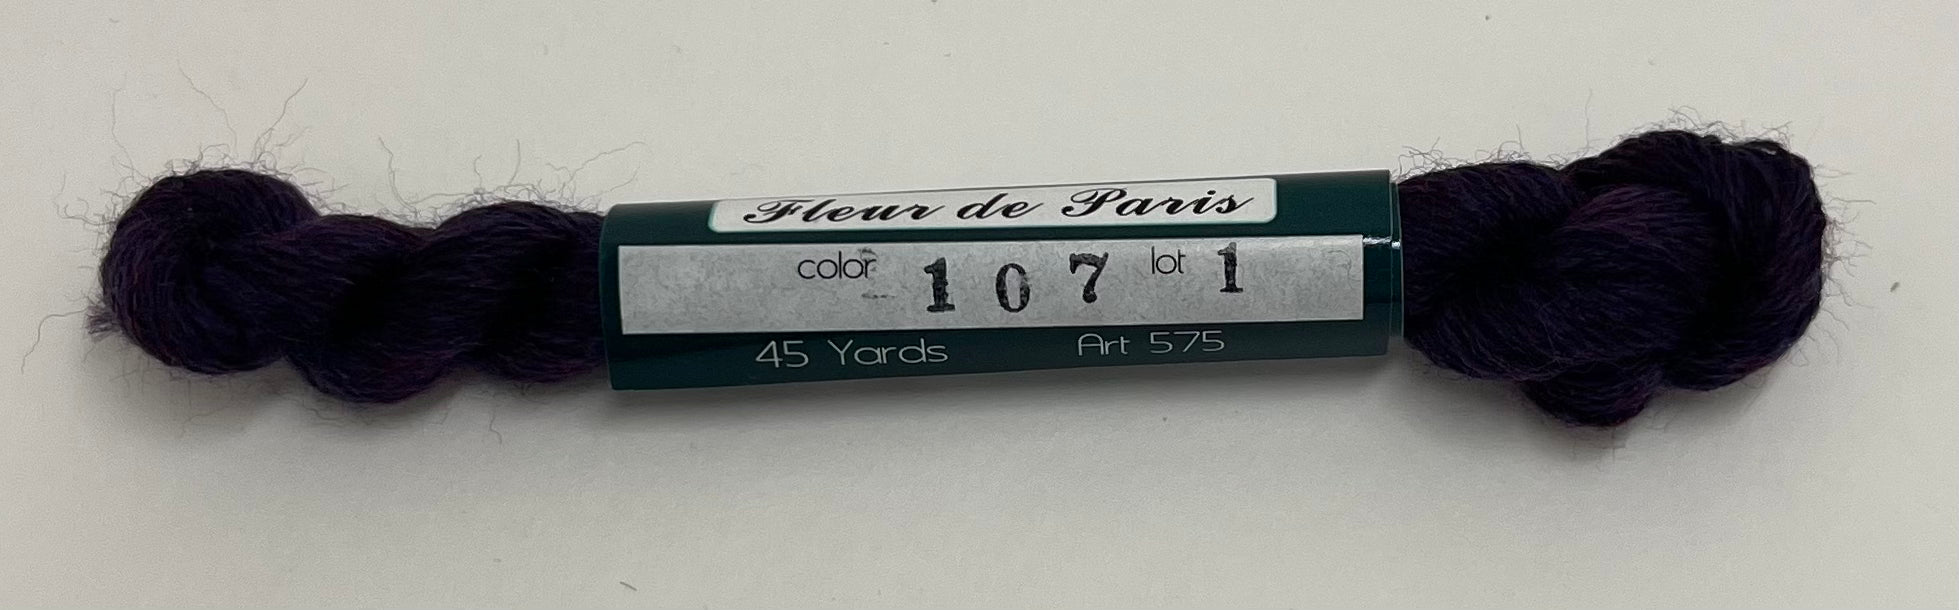 Fleur de Paris
color 107 lot 1
45 Yards Art 575